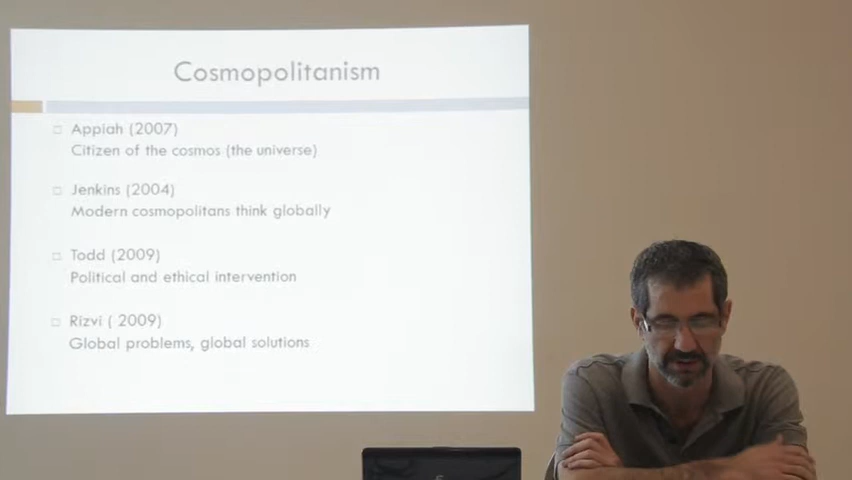 Cosmopolitanism
Appiah (2007)
Citizen of the cosmos (the universe)
Jenkins (2004)
Modern cosmopolitans think globally
Todd (2009)
Political and ethical intervention
Rizvi ( 2009)
Global problems, global solutions